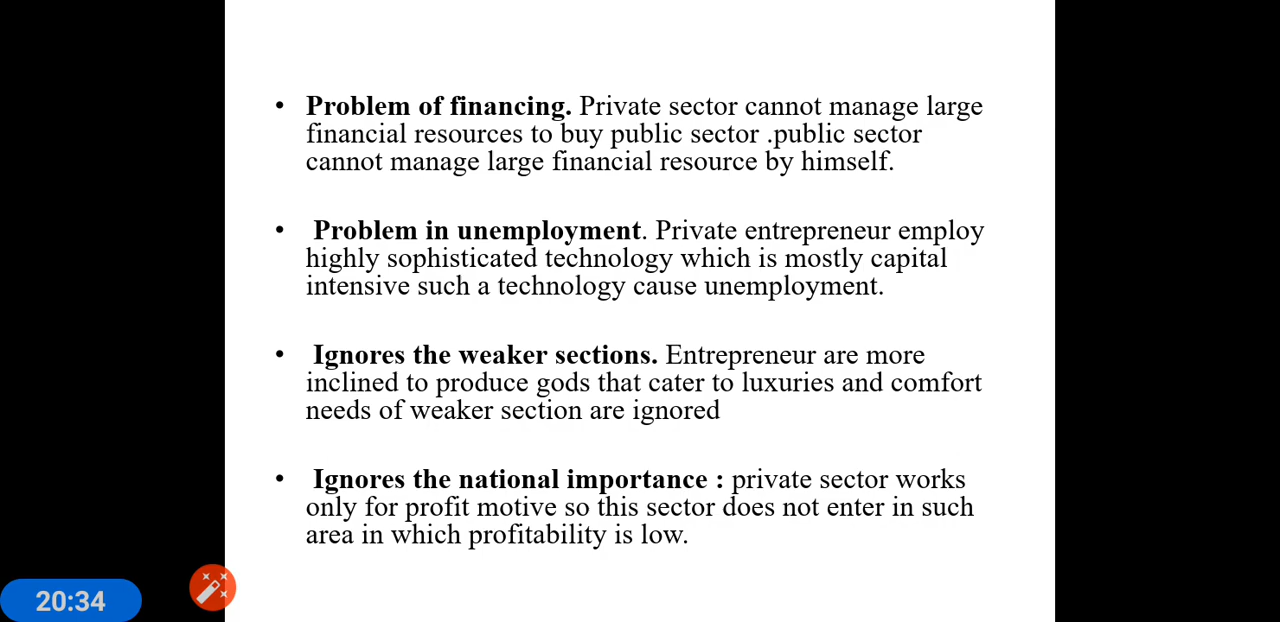 • Problem of financing. Private sector cannot manage large
financial resources to buy public sector .public sector
cannot manage large financial resource by himself.
• Problem in unemployment. Private entrepreneur employ
highly sophisticated technology which is mostly capital
intensive such a technology cause unemployment.
• Ignores the weaker sections. Entrepreneur are more
inclined to produce gods that cater to luxuries and comfort
needs of weaker section are ignored
• Ignores the national importance : private sector works
only for profit motive so this sector does not enter in such
area in which profitability is low.
20:34